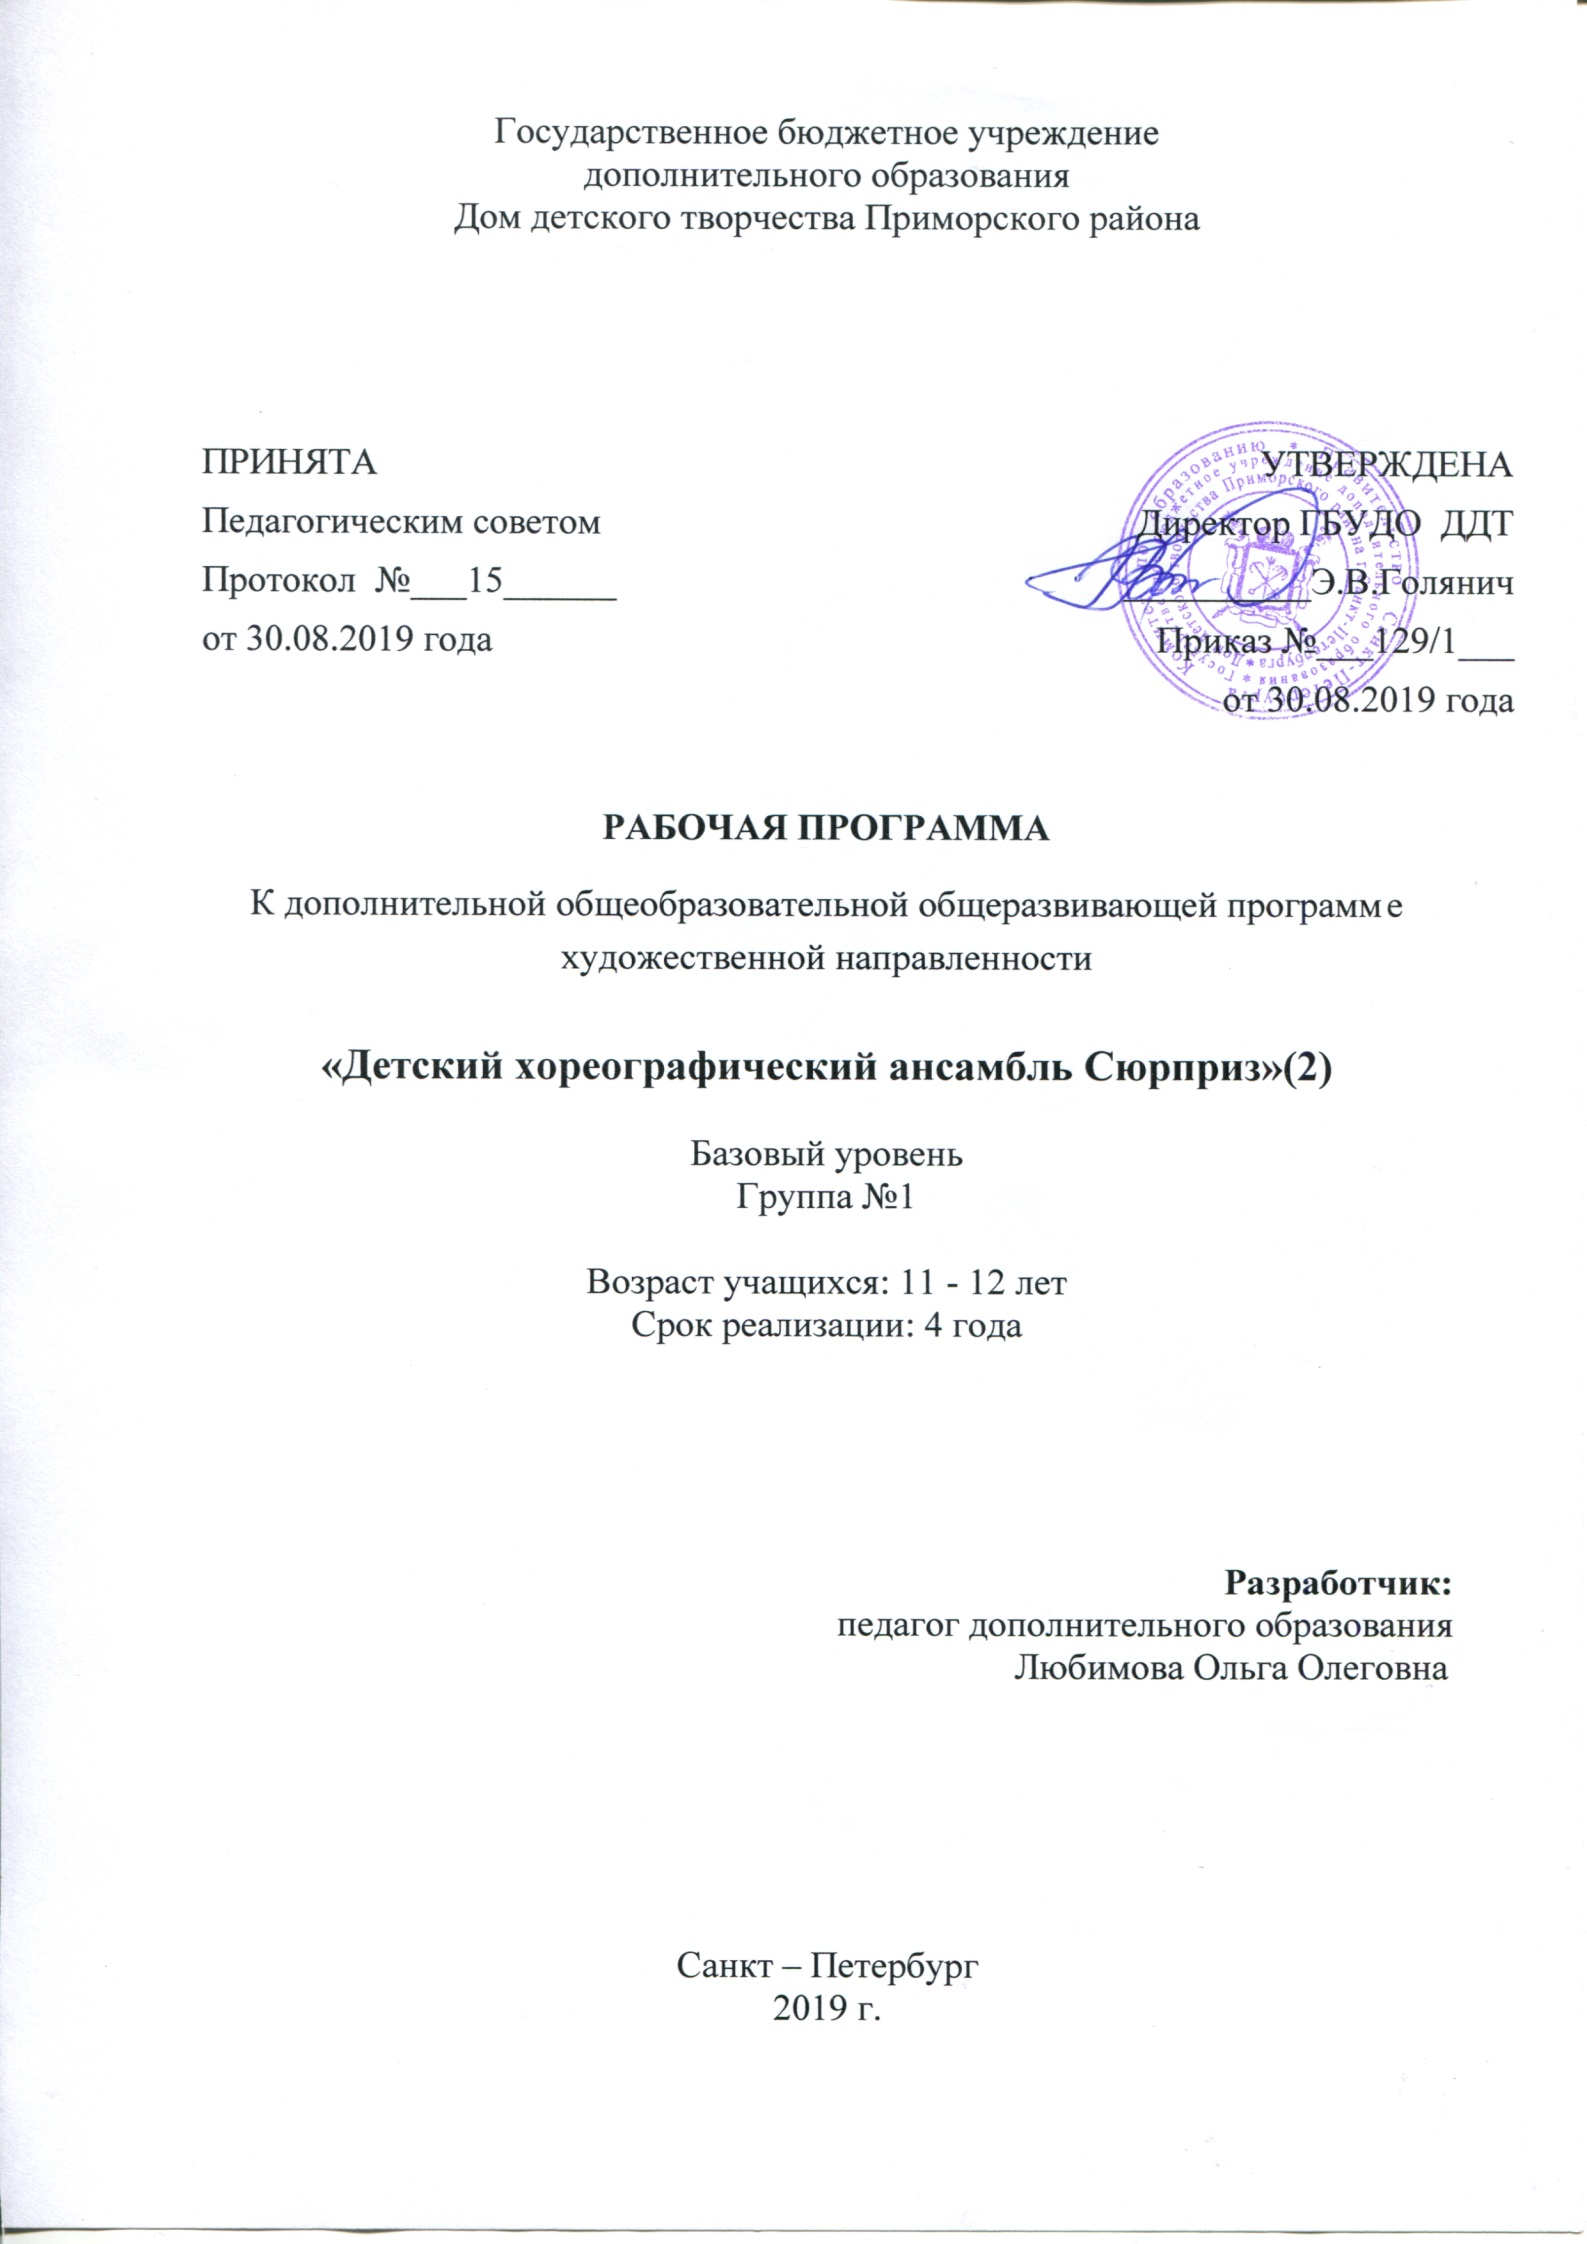 Государственное бюджетное учреждение
дополнительного образования
Дом детского творчества Приморского района
ПРИНЯТА
Педагогическим советом
Протокол №___15______
от 30.08.2019 года
УТВЕРЖДЕНА
Директор ГБУДО ДДТ
__________Э.В.Голянич
Приказ №___129/1___
от 30.08.2019 года
РАБОЧАЯ ПРОГРАММА
К дополнительной общеобразовательной общеразвивающей программе
художественной направленности
«Детский хореографический ансамбль Сюрприз»(2)
Базовый уровень
Группа №1
Возраст учащихся: 11 - 12 лет
Срок реализации: 4 года
Разработчик:
педагог дополнительного образования
Любимова Ольга Олеговна
Санкт – Петербург
2019 г.